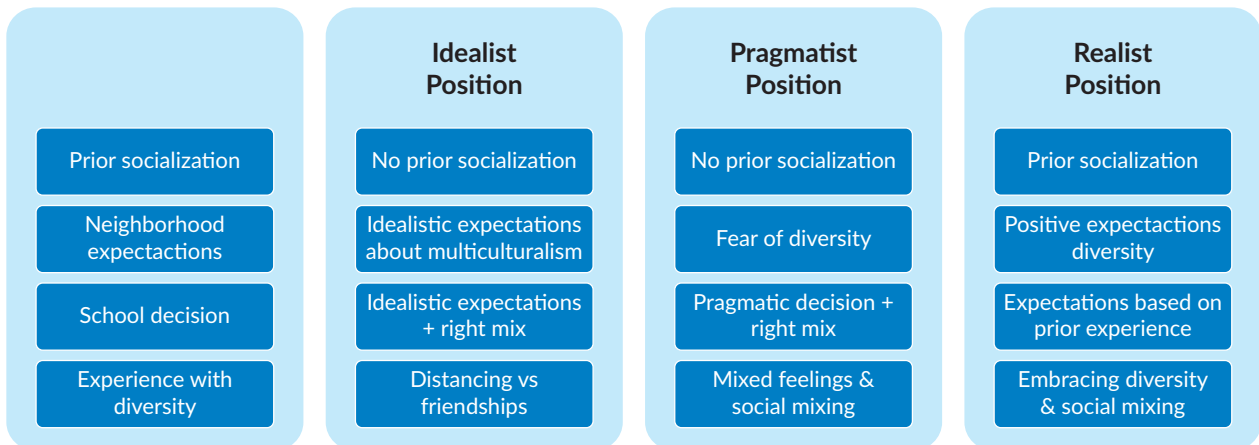 Prior socialization
Neighborhood
expectactions
School decision
Experience with
diversity
Idealist
Position
No prior socialization
Idealistic expectations
about multiculturalism
Idealistic expectations
+ right mix
Distancing vs
friendships
Pragmatist
Position
No prior socialization
Fear of diversity
Pragmatic decision +
right mix
Mixed feelings &
social mixing
Realist
Position
Prior socialization
Positive expectactions
diversity
Expectations based on
prior experience
Embracing diversity
& social mixing